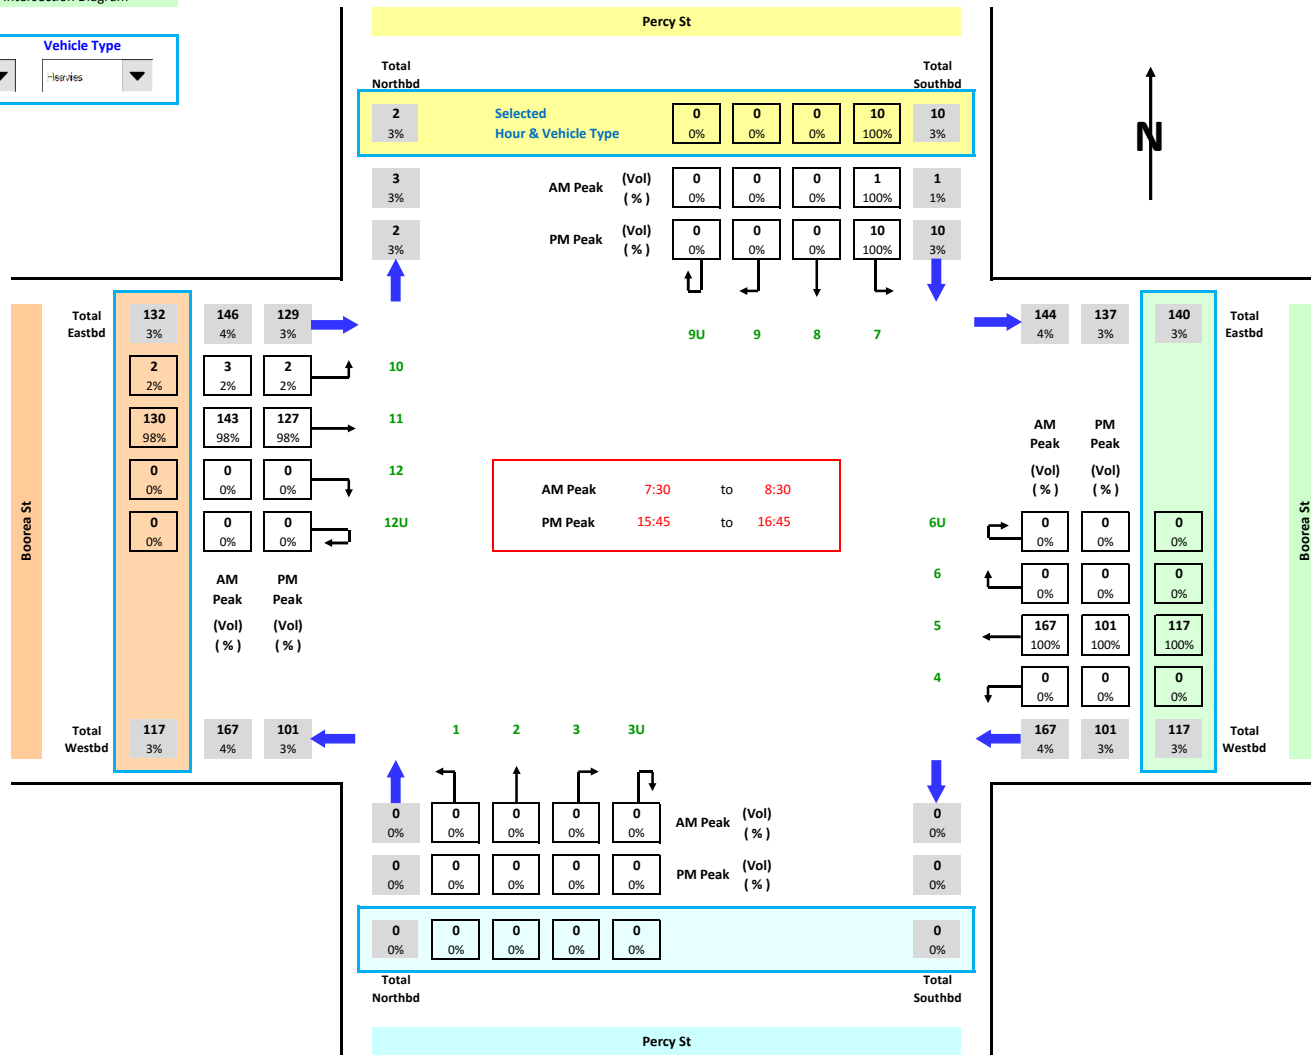 Intersection Diagram
Vehicle Type
Heavies
Percy St
Total
Northbd
Total
Southbd
2
3%
Selected
Hour & Vehicle Type
0 0 0 10 10
0% 0% 0% 100% 3%
3
3%
AM Peak
(Vol)
( % )
0 0 0 1 1
0% 0% 0% 100% 1%
2
3%
PM Peak
(Vol)
( % )
0 0 0 10 10
0% 0% 0% 100% 3%
N
9U 9 8 7
Boorea St
Total
Eastbd
132 146 129
3% 4% 3%
2 3 2
2% 2% 2%
10
130 143 127
98% 98% 98%
11
0 0 0
0% 0% 0%
12
0 0 0
0% 0% 0%
12U
AM PM
Peak Peak
(Vol) (Vol)
( % ) ( % )
Total
Westbd
117 167 101
3% 4% 3%
AM Peak 7:30 to 8:30
PM Peak 15:45 to 16:45
144 137 140
4% 3% 3%
Total
Eastbd
AM PM
Peak Peak
(Vol) (Vol)
( % ) ( % )
6U
0 0 0
0% 0% 0%
6
0 0 0
0% 0% 0%
5
167 101 117
100% 100% 100%
4
0 0 0
0% 0% 0%
167 101 117
4% 3% 3%
Total
Westbd
Boorea St
1 2 3 3U
0 0 0 0 0
0% 0% 0% 0% 0%
AM Peak
(Vol)
( % )
0
0%
0 0 0 0 0
0% 0% 0% 0% 0%
PM Peak
(Vol)
( % )
0
0%
0 0 0 0 0
0% 0% 0% 0% 0%
0
0%
Total
Northbd
Total
Southbd
Percy St